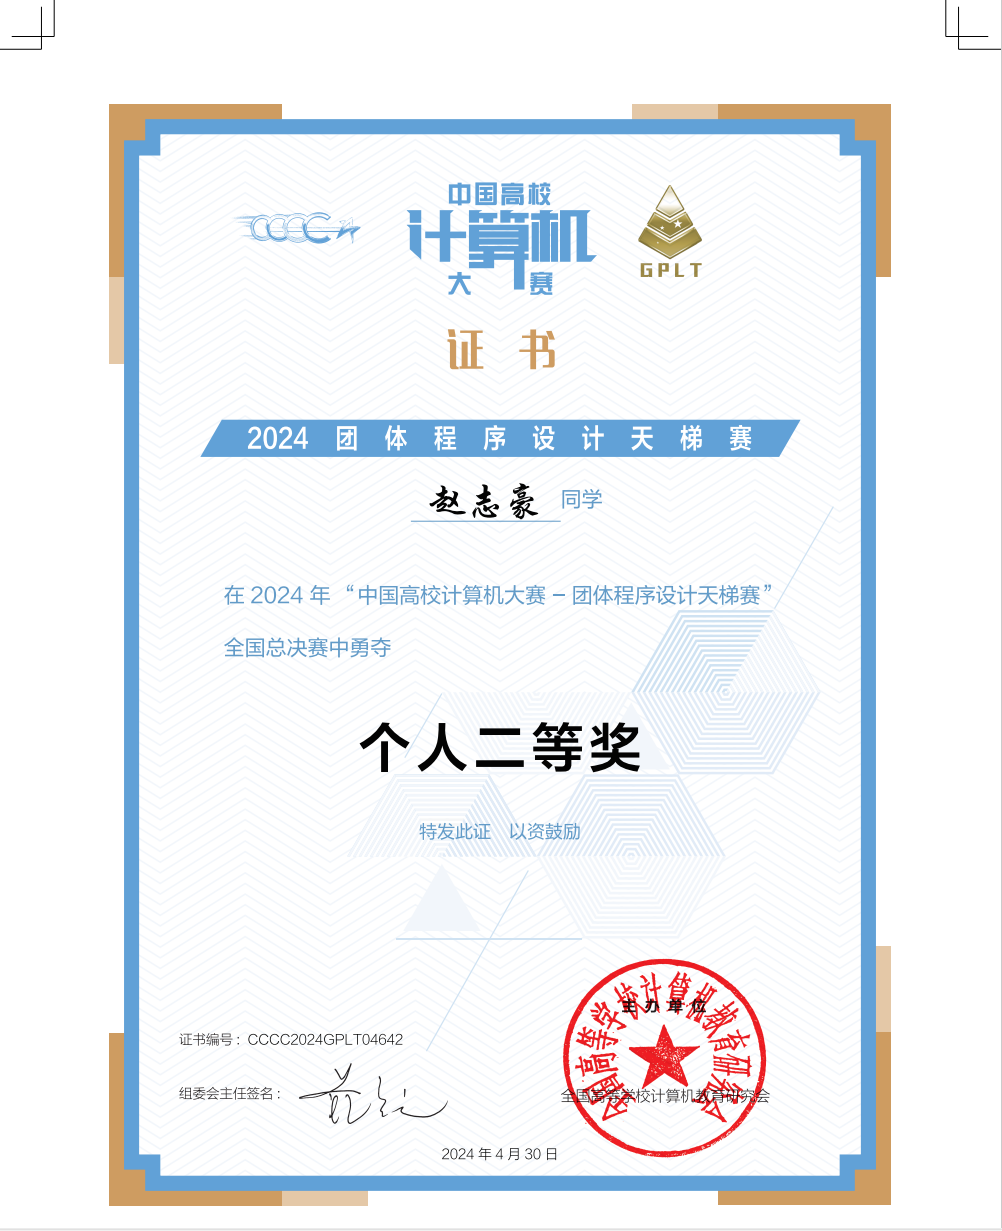 CCCC
中国高校
计算机
大赛
GPLT
证书
2024 团体程序设计天梯赛
赵志豪 同学
在 2024 年 “中国高校计算机大赛 – 团体程序设计天梯赛”
全国总决赛中勇夺
个人二等奖
特发此证 以资鼓励
主办单位
全国高等学校计算机教育研究会
证书编号：CCCC2024GPLT04642
组委会主任签名：
全国高等学校计算机教育研究会
2024 年 4 月 30 日